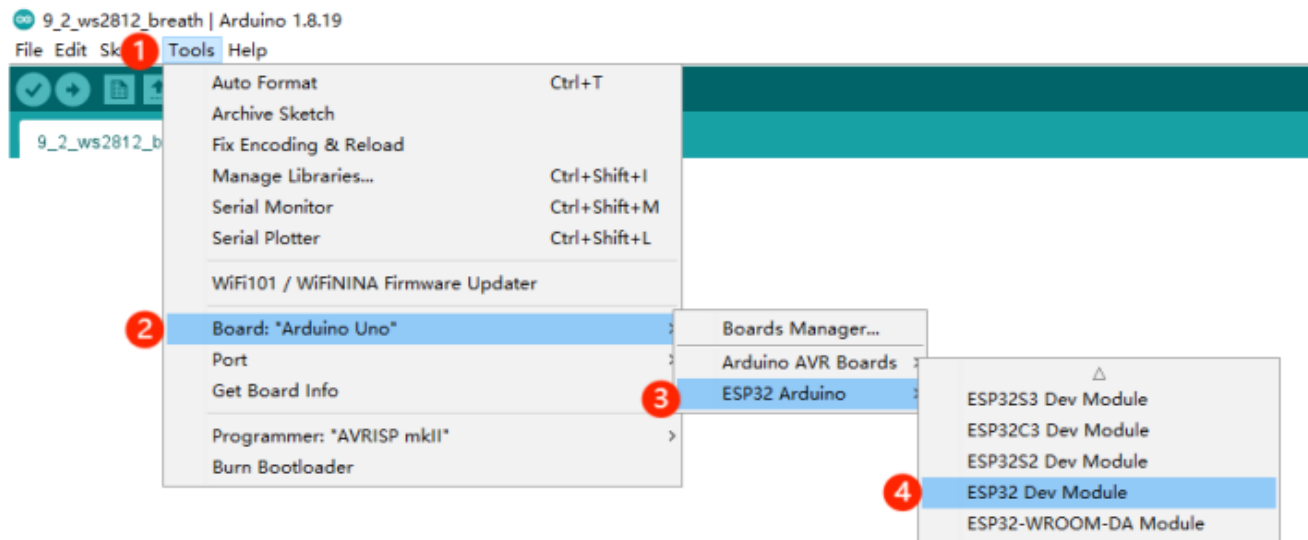 9_2_ws2812_breath | Arduino 1.8.19
File Edit Sk 1 Tools Help
9_2_ws2812_b
Auto Format Ctrl+T
Archive Sketch
Fix Encoding & Reload
Manage Libraries... Ctrl+Shift+I
Serial Monitor Ctrl+Shift+M
Serial Plotter Ctrl+Shift+L
WiFi101 / WiFiNINA Firmware Updater
2 Board: "Arduino Uno" >
Port >
Get Board Info
Programmer: "AVRISP mkII" >
Burn Bootloader
Boards Manager...
Arduino AVR Boards >
3 ESP32 Arduino >
ESP32S3 Dev Module
ESP32C3 Dev Module
ESP32S2 Dev Module
4 ESP32 Dev Module
ESP32-WROOM-DA Module